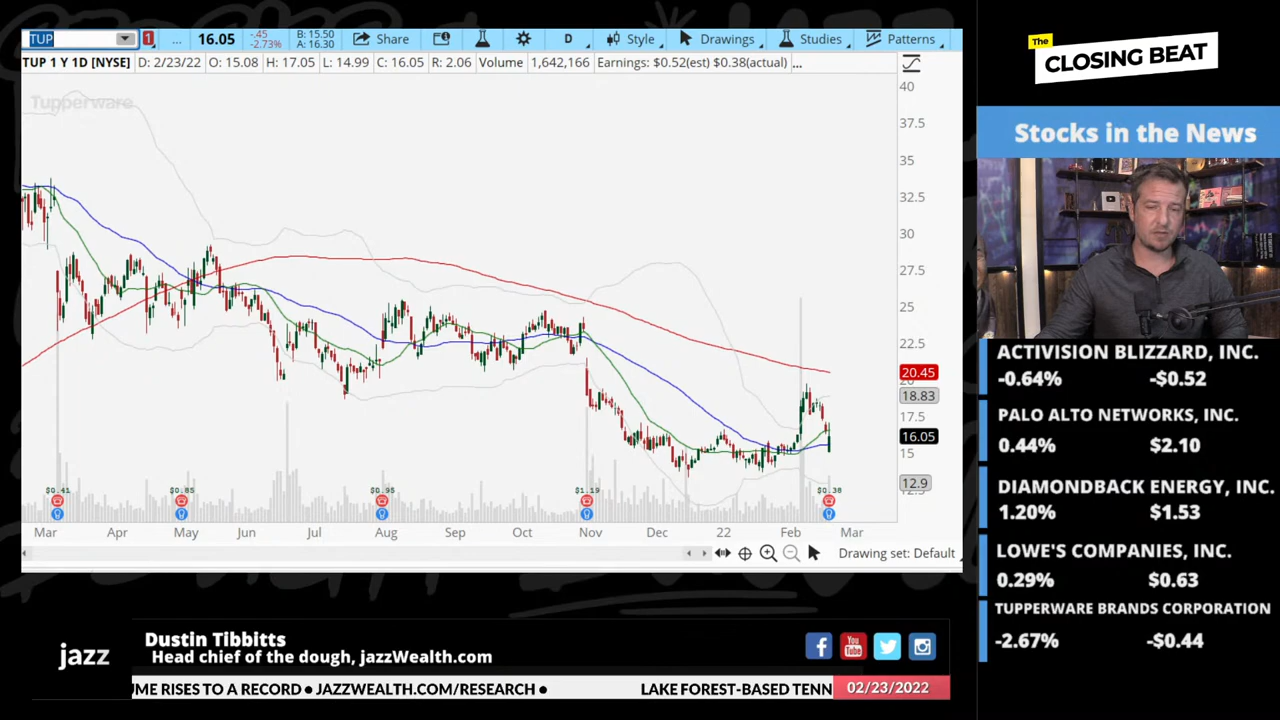 TUP
1
...
16.05
-.45
-2.73%
B: 15.50
A: 16.30
Share
D
Style
Drawings
Studies
Patterns
TUP 1 Y 1D [NYSE]
D: 2/23/22
O: 15.08
H: 17.05
L: 14.99
C: 16.05
R: 2.06
Volume
1,642,166
Earnings: $0.52(est) $0.38(actual)
...
Tupperware
40
37.5
35
32.5
30
27.5
25
22.5
20.45
18.83
17.5
16.05
15
12.9
$0.41
$0.85
$0.95
$1.19
$0.38
Mar
Apr
May
Jun
Jul
Aug
Sep
Oct
Nov
Dec
22
Feb
Mar
Drawing set: Default
The
CLOSING BEAT
Stocks in the News
ACTIVISION BLIZZARD, INC.
-0.64% -$0.52
PALO ALTO NETWORKS, INC.
0.44% $2.10
DIAMONDBACK ENERGY, INC.
1.20% $1.53
LOWE'S COMPANIES, INC.
0.29% $0.63
TUPPERWARE BRANDS CORPORATION
-2.67% -$0.44
jazz
Dustin Tibbitts
Head chief of the dough, jazzWealth.com
You
Tube
UME RISES TO A RECORD ● JAZZWEALTH.COM/RESEARCH ● LAKE FOREST-BASED TENN
02/23/2022